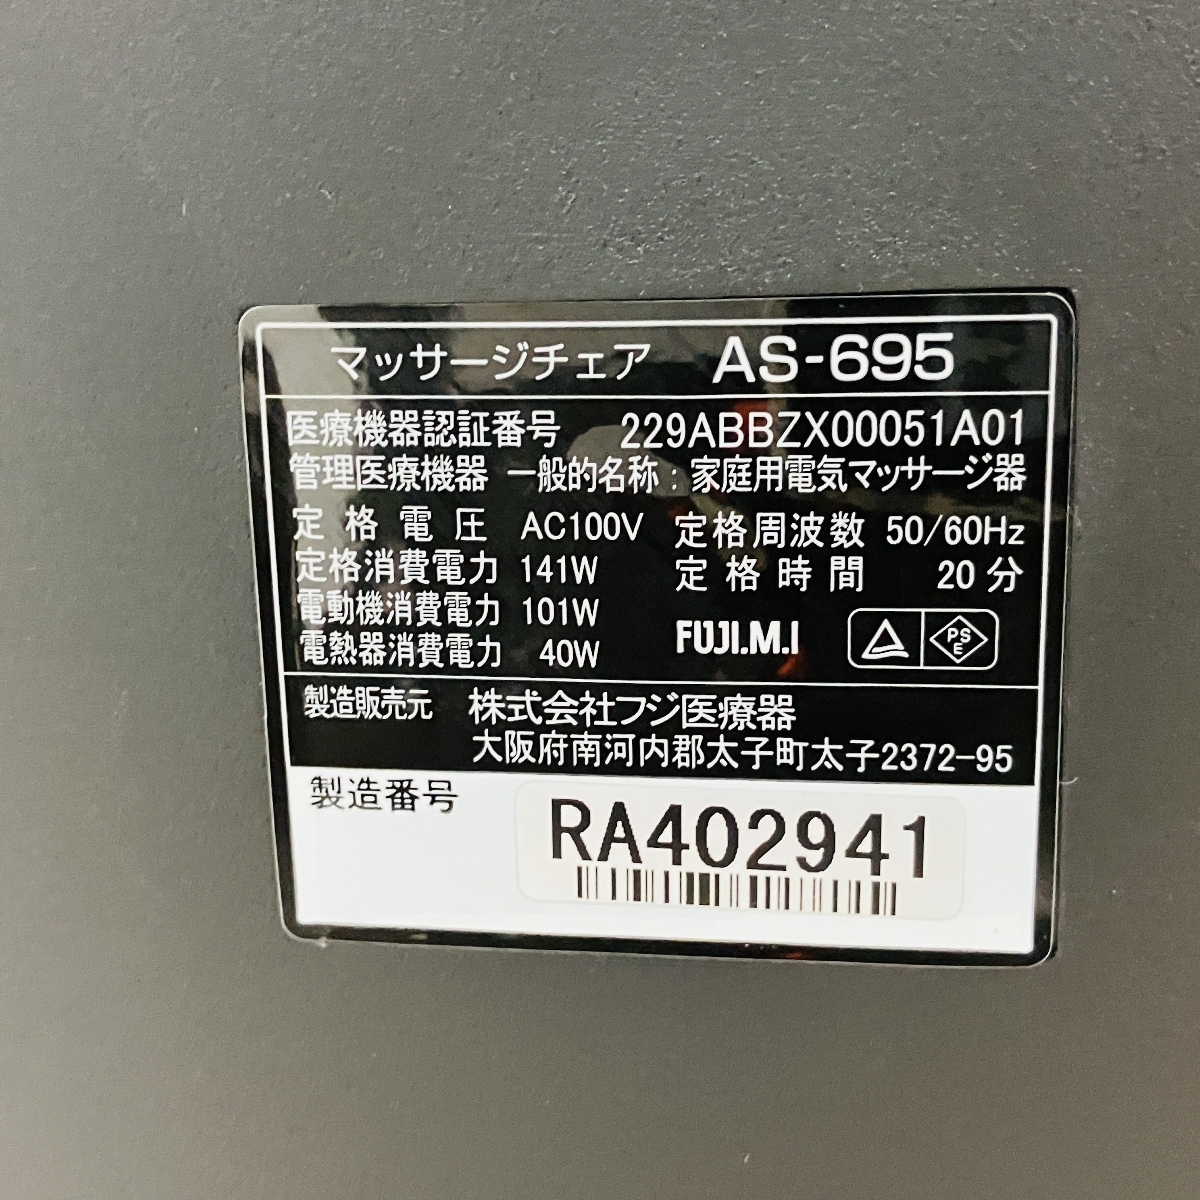 マッサージチェア AS-695
医療機器認証番号 229ABBZX00051A01
管理医療機器 一般的名称：家庭用電気マッサージ器
定格電圧 AC100V 定格周波数 50/60Hz
定格消費電力 141W 定格時間 20分
電動機消費電力 101W
電熱器消費電力 40W FUJI.M.I PSE
製造販売元 株式会社フジ医療器
大阪府南河内郡太子町太子2372-95
製造番号 RA402941